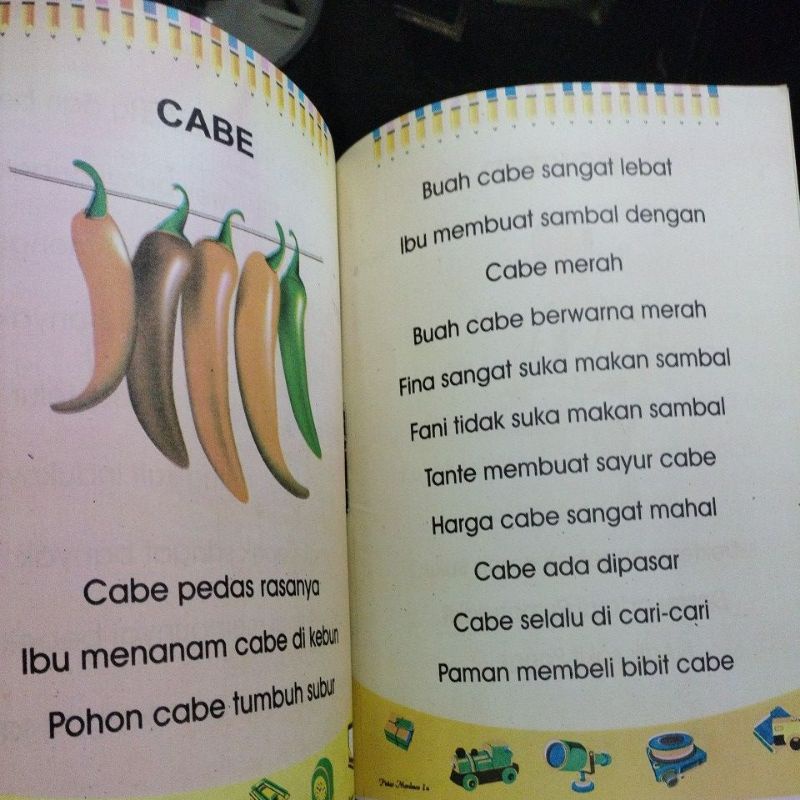 CABE
Cabe pedas rasanya
Ibu menanam cabe di kebun
Pohon cabe tumbuh subur
Buah cabe sangat lebat
Ibu membuat sambal dengan
Cabe merah
Buah cabe berwarna merah
Fina sangat suka makan sambal
Fani tidak suka makan sambal
Tante membuat sayur cabe
Harga cabe sangat mahal
Cabe ada dipasar
Cabe selalu di cari-cari
Paman membeli bibit cabe